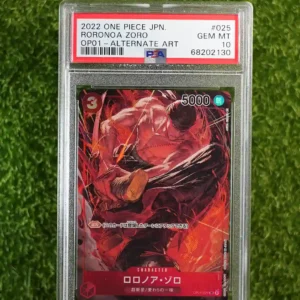 2022 ONE PIECE JPN.
#025
RORONOA ZORO
GEM MT
OP01-ALTERNATE ART
10
PSA
68202130
3
5000
CHARACTER
ロロノア・ゾロ